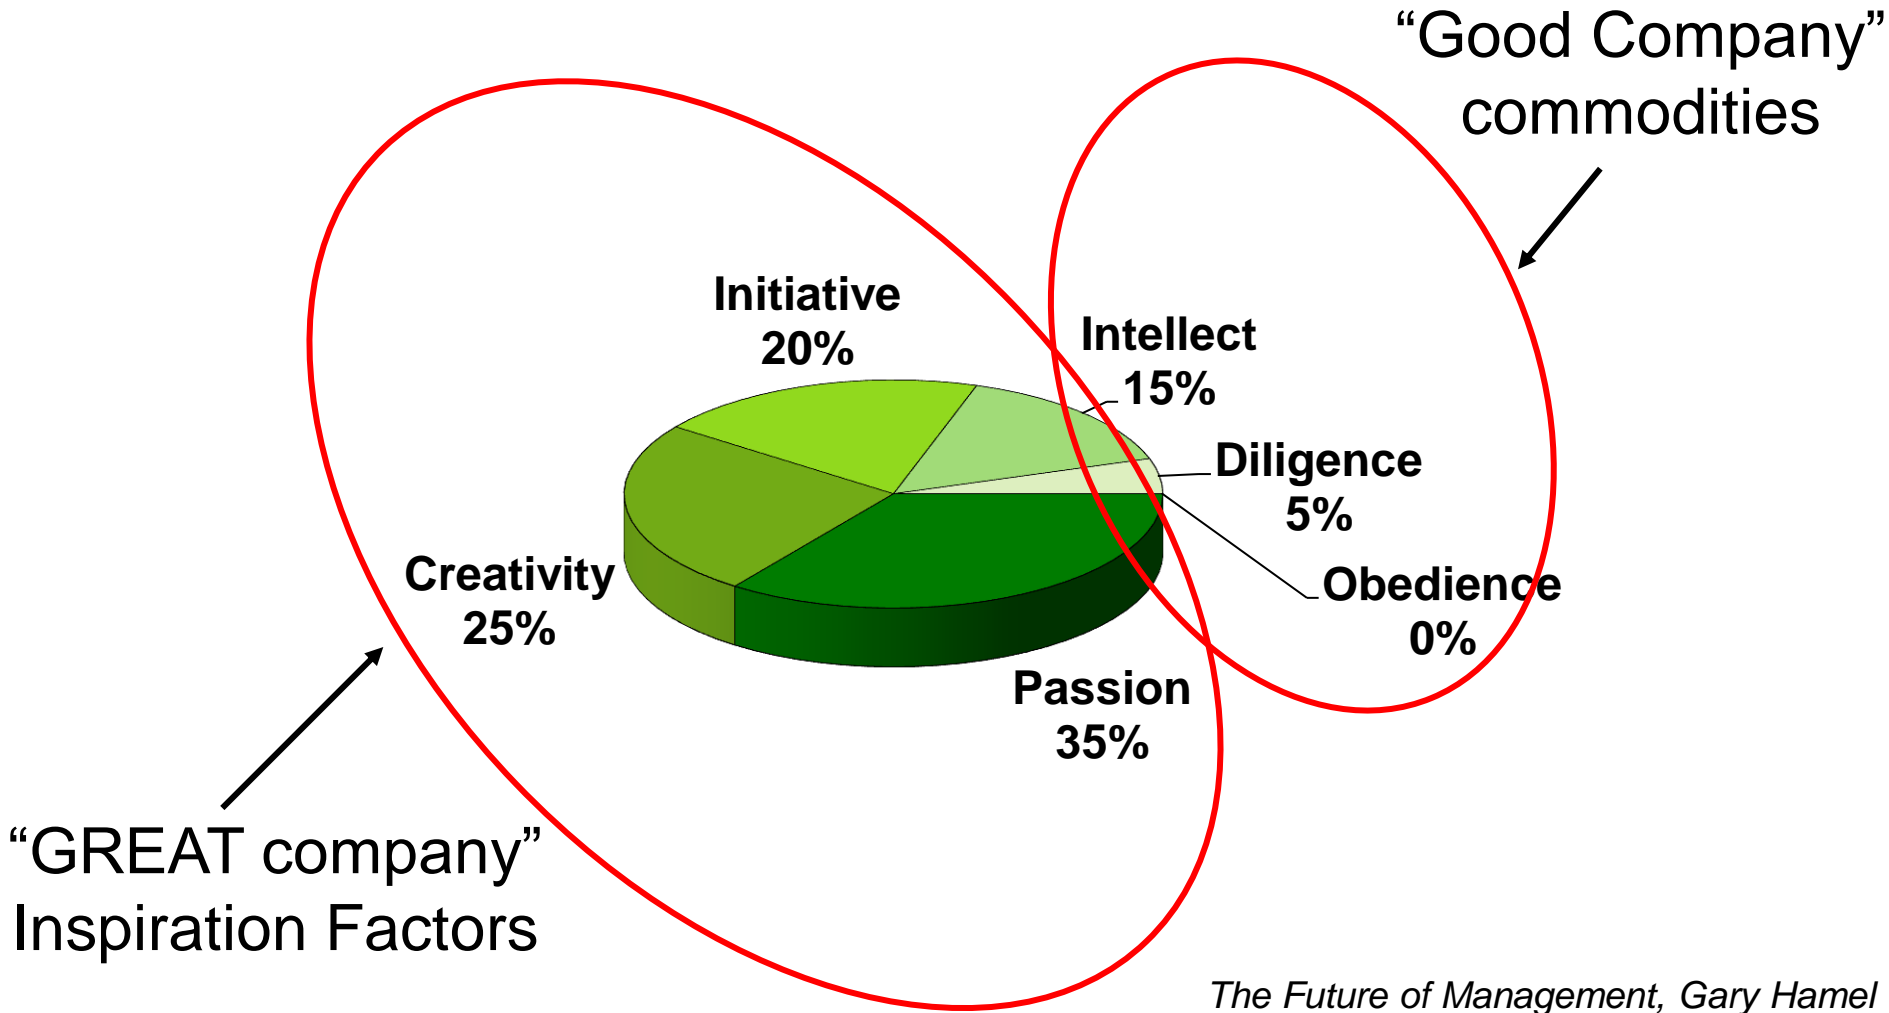 “Good Company”
commodities
Initiative
20%
Intellect
15%
Diligence
5%
Creativity
25%
Obedience
0%
Passion
35%
“GREAT company”
Inspiration Factors
The Future of Management, Gary Hamel